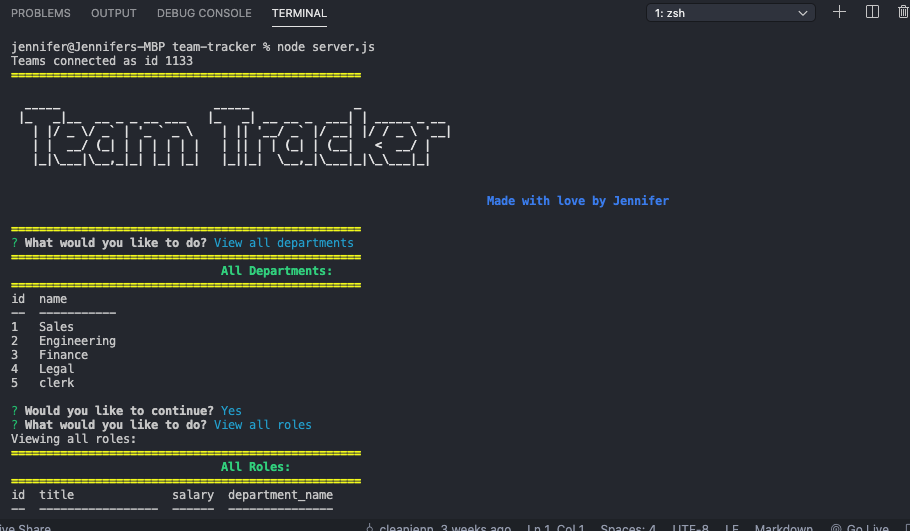 PROBLEMS OUTPUT DEBUG CONSOLE TERMINAL 1: zsh
jennifer@Jennifers-MBP team-tracker % node server.js
Teams connected as id 1133
Team Tracker
Made with love by Jennifer
? What would you like to do? View all departments
All Departments:
id name
-- -----------
1 Sales
2 Engineering
3 Finance
4 Legal
5 clerk
? Would you like to continue? Yes
? What would you like to do? View all roles
Viewing all roles:
All Roles:
id title salary department_name
-- ----------------- ------ ---------------
ive Share cleanjenn, 3 weeks ago Ln 1, Col 1 Spaces: 4 UTF-8 LF Markdown Go Live